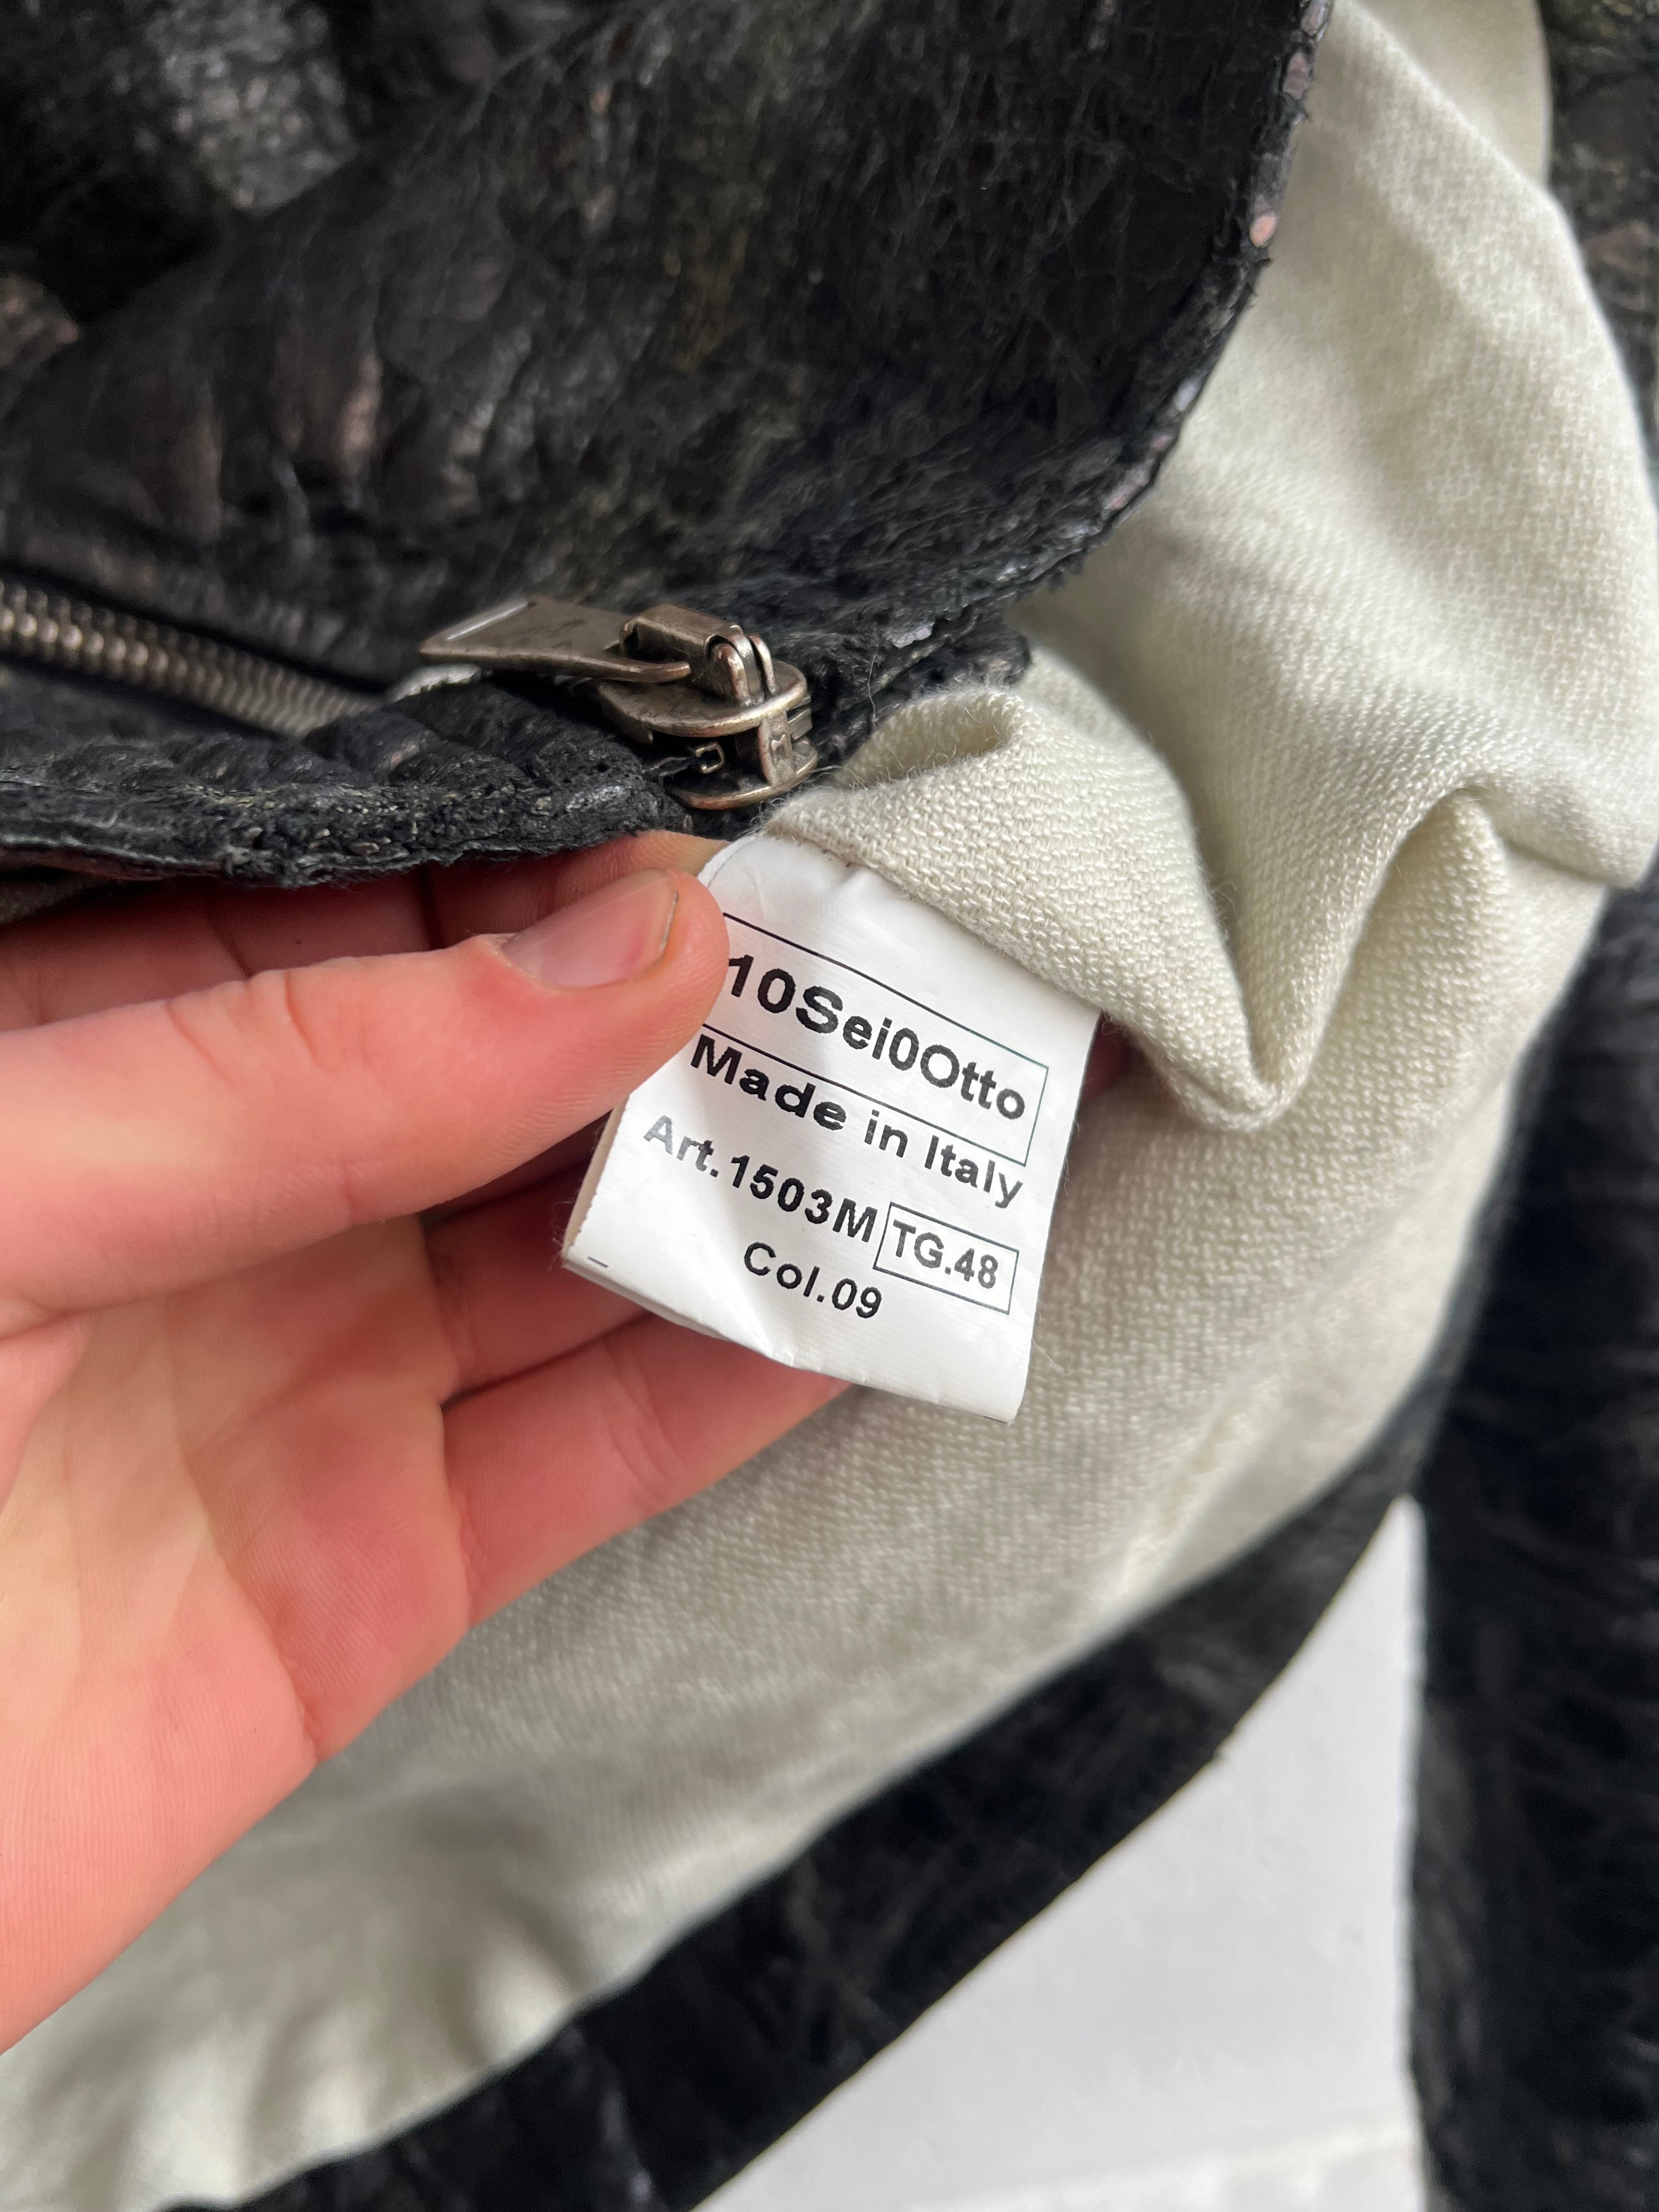 10Sei0Otto
Made in Italy
Art.1503M TG.48
Col.09